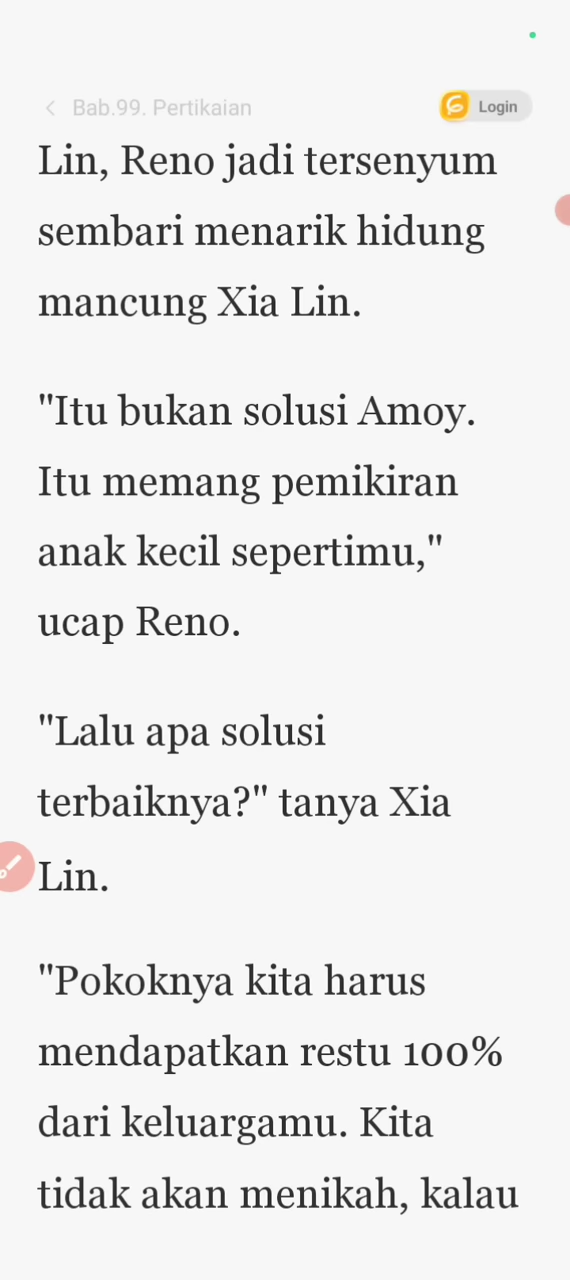 Bab.99. Pertikaian
Login
Lin, Reno jadi tersenyum
sembari menarik hidung
mancung Xia Lin.
"Itu bukan solusi Amoy.
Itu memang pemikiran
anak kecil sepertimu,"
ucap Reno.
"Lalu apa solusi
terbaiknya?" tanya Xia
Lin.
"Pokoknya kita harus
mendapatkan restu 100%
dari keluargamu. Kita
tidak akan menikah, kalau